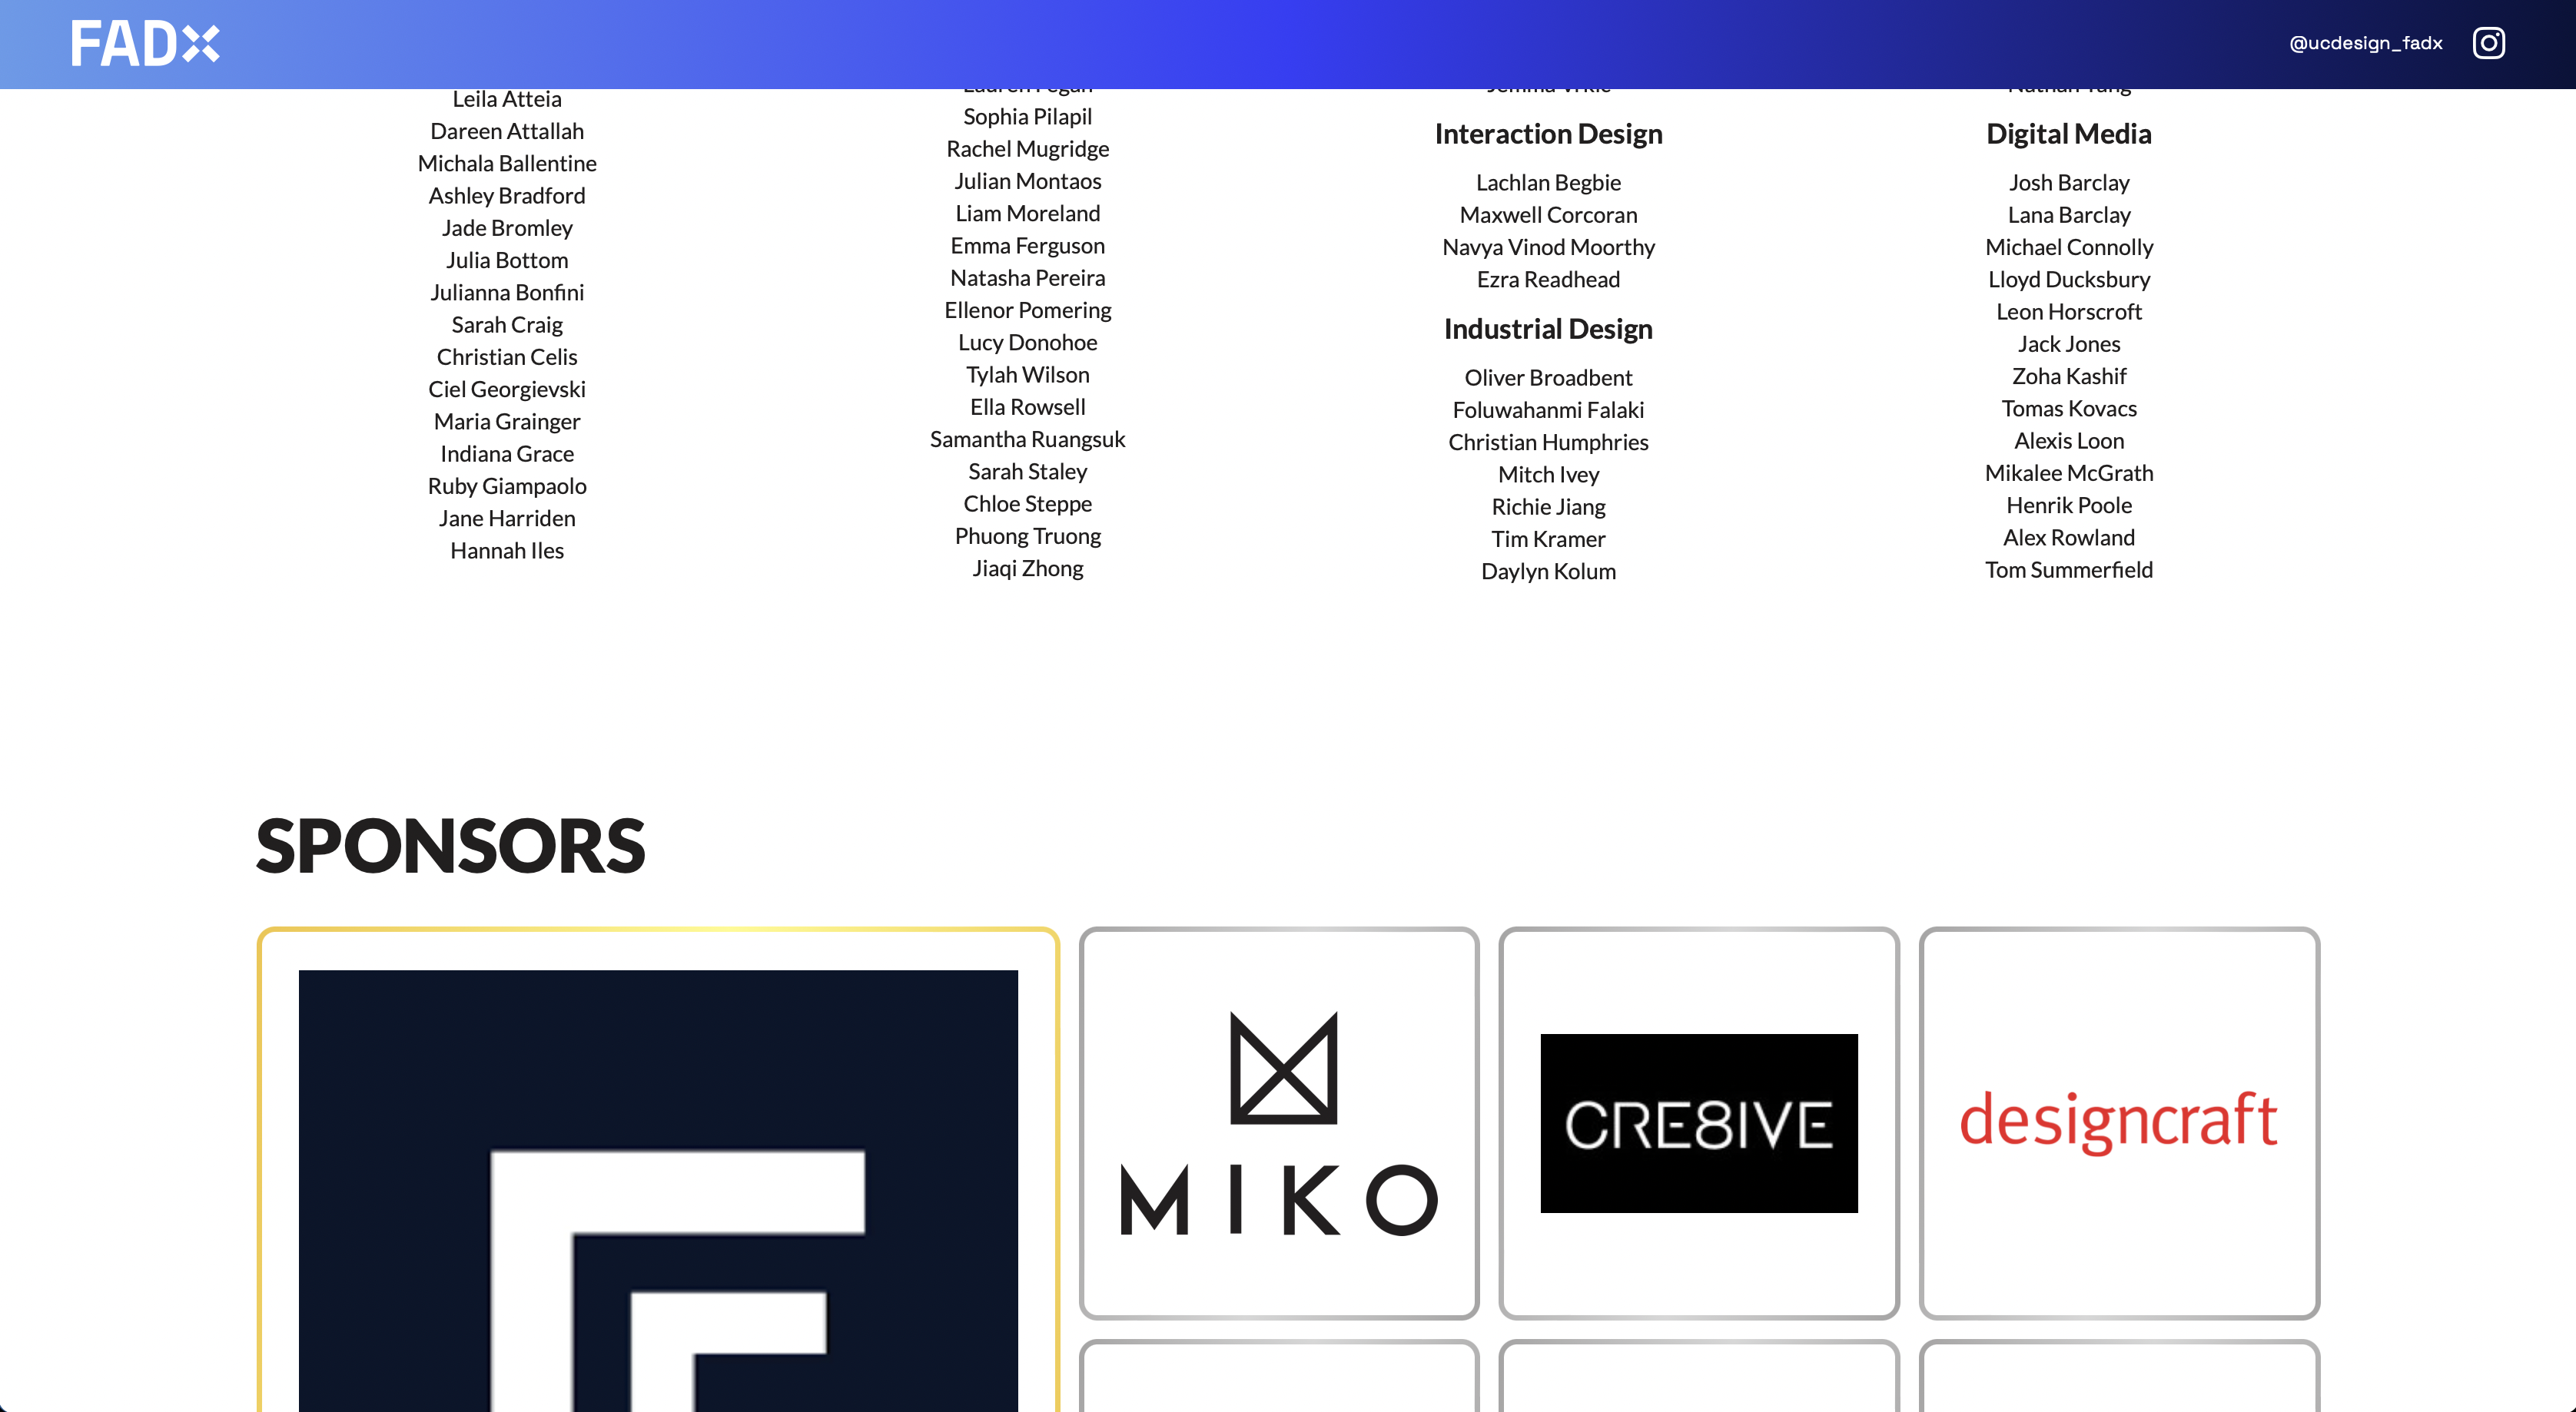 FADx
@ucdesign_fadx
Leila Atteia
Dareen Attallah
Michala Ballentine
Ashley Bradford
Jade Bromley
Julia Bottom
Julianna Bonfini
Sarah Craig
Christian Celis
Ciel Georgievski
Maria Grainger
Indiana Grace
Ruby Giampaolo
Jane Harriden
Hannah Iles
Sophia Pilapil
Rachel Mugridge
Julian Montaos
Liam Moreland
Emma Ferguson
Natasha Pereira
Ellenor Pomering
Lucy Donohoe
Tylah Wilson
Ella Rowsell
Samantha Ruangsuk
Sarah Staley
Chloe Steppe
Phuong Truong
Jiaqi Zhong
Interaction Design
Lachlan Begbie
Maxwell Corcoran
Navya Vinod Moorthy
Ezra Readhead
Industrial Design
Oliver Broadbent
Foluwahanmi Falaki
Christian Humphries
Mitch Ivey
Richie Jiang
Tim Kramer
Daylyn Kolum
Digital Media
Josh Barclay
Lana Barclay
Michael Connolly
Lloyd Ducksbury
Leon Horscroft
Jack Jones
Zoha Kashif
Tomas Kovacs
Alexis Loon
Mikalee McGrath
Henrik Poole
Alex Rowland
Tom Summerfield
SPONSORS
MIKO
CRE8IVE
designcraft